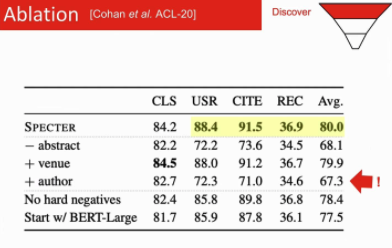 Ablation [Cohan et al. ACL-20] Discover
CLS USR CITE REC Avg.
SPECTER 84.2 88.4 91.5 36.9 80.0
− abstract 82.2 72.2 73.6 34.5 68.1
+ venue 84.5 88.0 91.2 36.7 79.9
+ author 82.7 72.3 71.0 34.6 67.3 !
No hard negatives 82.4 85.8 89.8 36.8 78.4
Start w/ BERT-Large 81.7 85.9 87.8 36.1 77.5